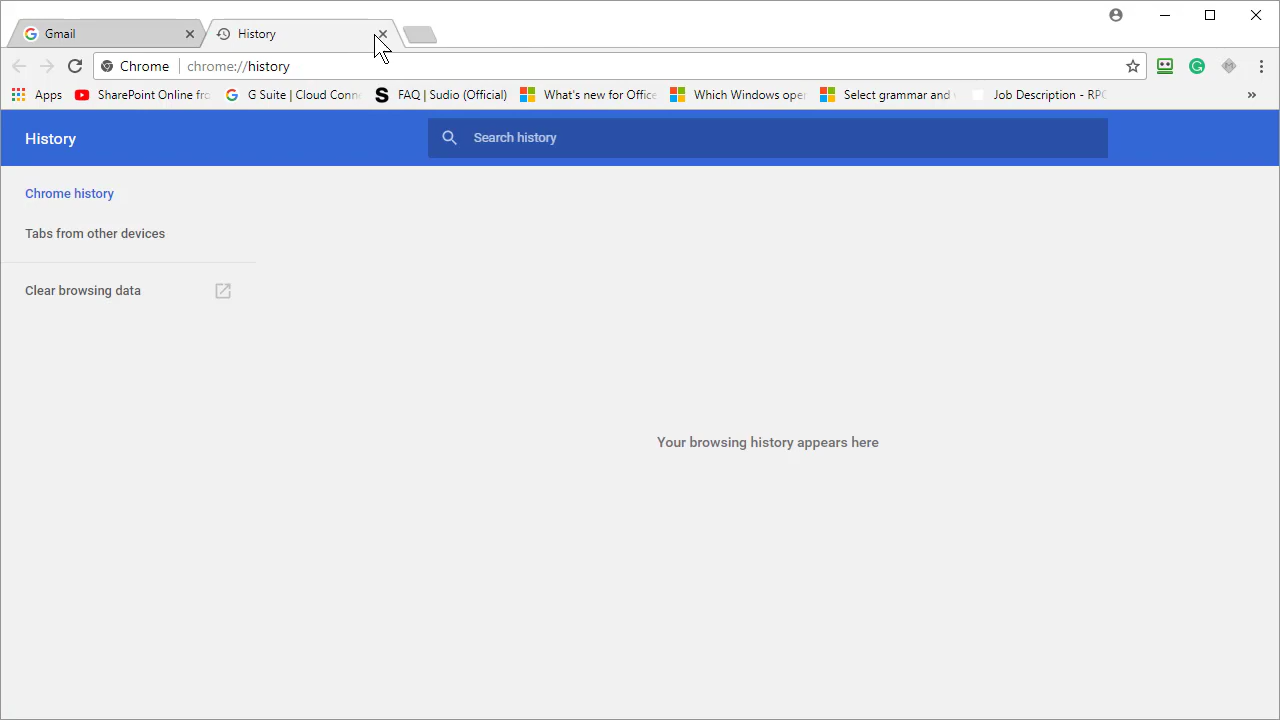 Gmail
History
Chrome
chrome://history
Apps
SharePoint Online fro
G Suite | Cloud Conn
S
FAQ | Sudio (Official)
What's new for Office
Which Windows oper
Select grammar and
Job Description - RPC
»
History
Search history
Chrome history
Tabs from other devices
Clear browsing data
Your browsing history appears here